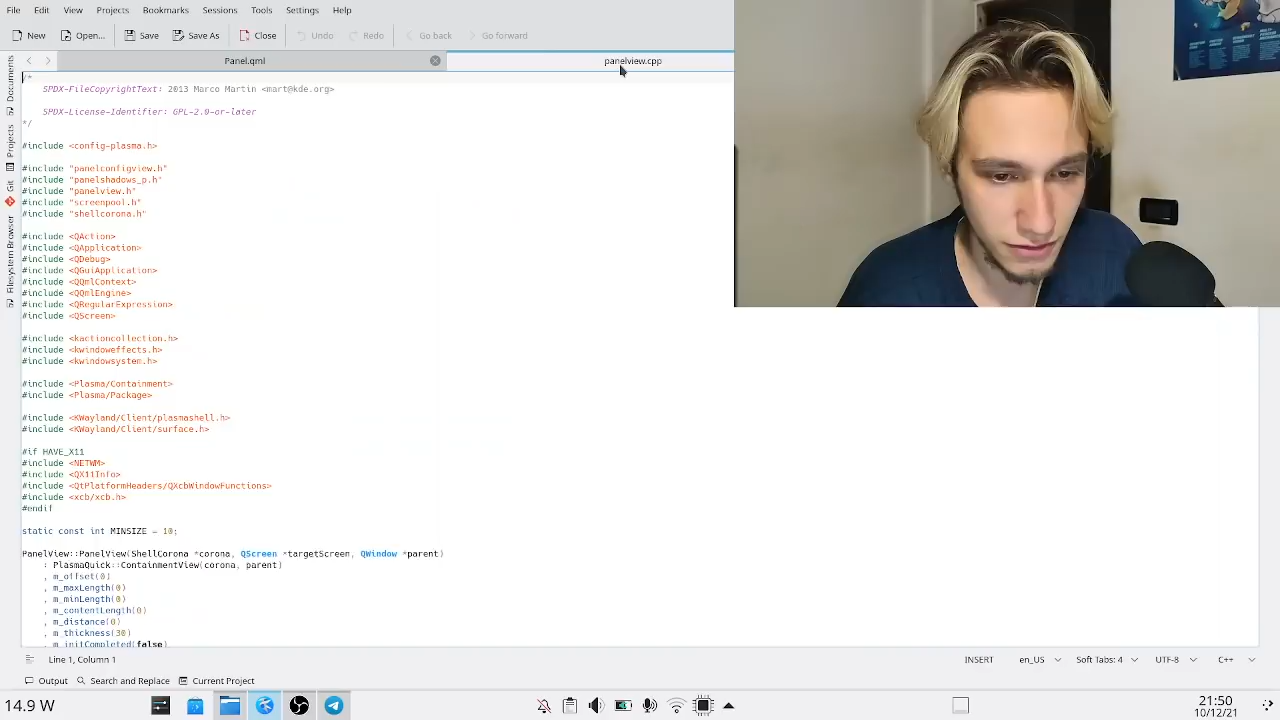 File Edit View Projects Bookmarks Sessions Tools Settings Help
New Open... Save Save As Close Undo Redo Go back Go forward
Panel.qml panelview.cpp
Documents
Projects
Git
Filesystem Browser
/*
SPDX-FileCopyrightText: 2013 Marco Martin <mart@kde.org>
SPDX-License-Identifier: GPL-2.0-or-later
*/
#include <config-plasma.h>
#include "panelconfigview.h"
#include "panelshadows_p.h"
#include "panelview.h"
#include "screenpool.h"
#include "shellcorona.h"
#include <QAction>
#include <QApplication>
#include <QDebug>
#include <QGuiApplication>
#include <QQmlContext>
#include <QQmlEngine>
#include <QRegularExpression>
#include <QScreen>
#include <kactioncollection.h>
#include <kwindoweffects.h>
#include <kwindowsystem.h>
#include <Plasma/Containment>
#include <Plasma/Package>
#include <KWayland/Client/plasmashell.h>
#include <KWayland/Client/surface.h>
#if HAVE_X11
#include <NETWM>
#include <QX11Info>
#include <QtPlatformHeaders/QXcbWindowFunctions>
#include <xcb/xcb.h>
#endif
static const int MINSIZE = 10;
PanelView::PanelView(ShellCorona *corona, QScreen *targetScreen, QWindow *parent)
: PlasmaQuick::ContainmentView(corona, parent)
, m_offset(0)
, m_maxLength(0)
, m_minLength(0)
, m_contentLength(0)
, m_distance(0)
, m_thickness(30)
, m_initCompleted(false)
Line 1, Column 1 INSERT en_US Soft Tabs: 4 UTF-8 C++
Output Search and Replace Current Project
14.9 W
21:50
10/12/21